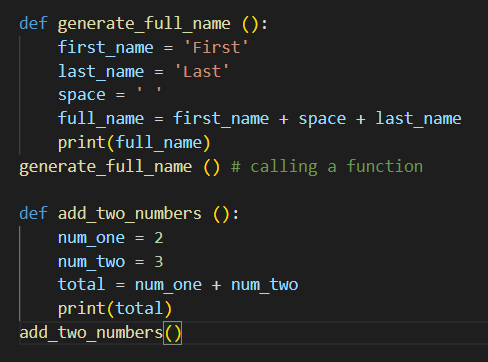 def generate_full_name ():
    first_name = 'First'
    last_name = 'Last'
    space = ' '
    full_name = first_name + space + last_name
    print(full_name)
generate_full_name () # calling a function

def add_two_numbers ():
    num_one = 2
    num_two = 3
    total = num_one + num_two
    print(total)
add_two_numbers()